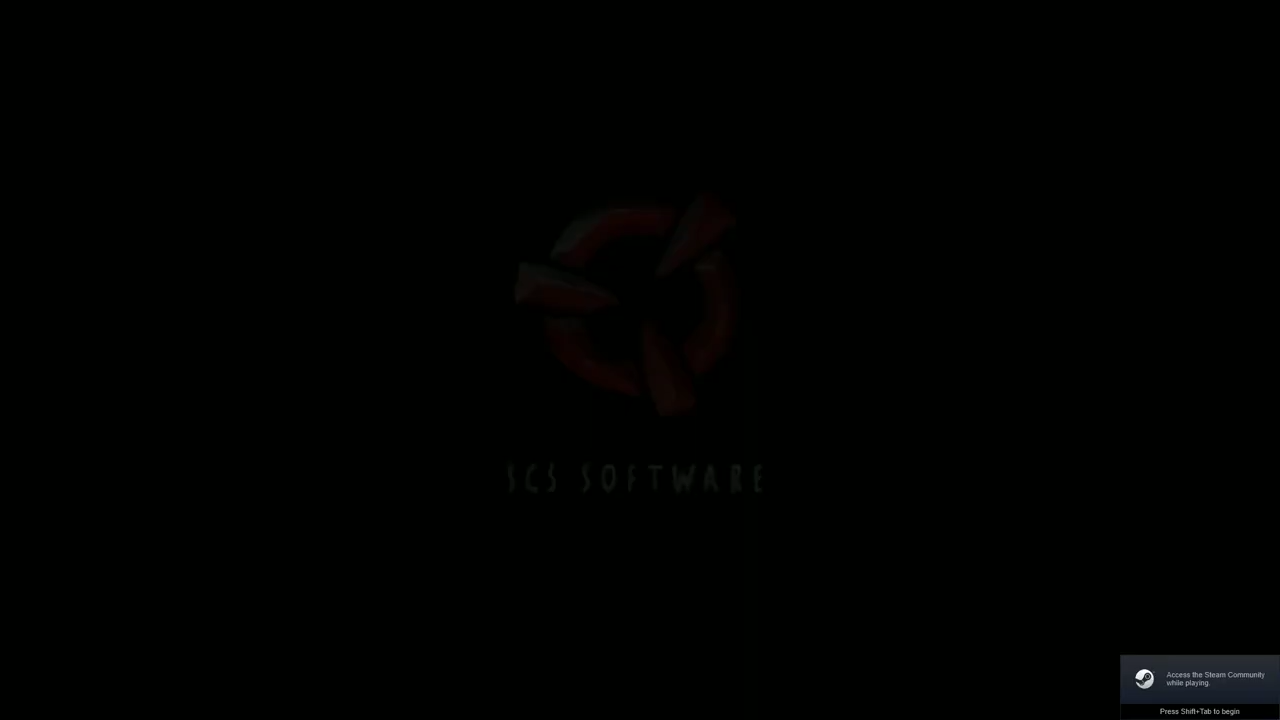 SCS SOFTWARE
Access the Steam Community
while playing.
Press Shift+Tab to begin